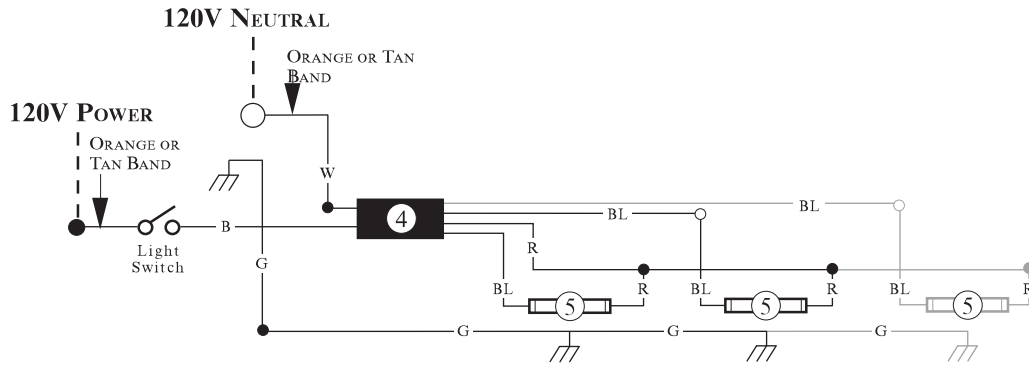 120V NEUTRAL
ORANGE OR TAN
BAND
120V POWER
ORANGE OR
TAN BAND
W
4
BL
BL
B
R
Light
Switch
G
BL
R
BL
R
BL
R
5
5
5
G
G
G